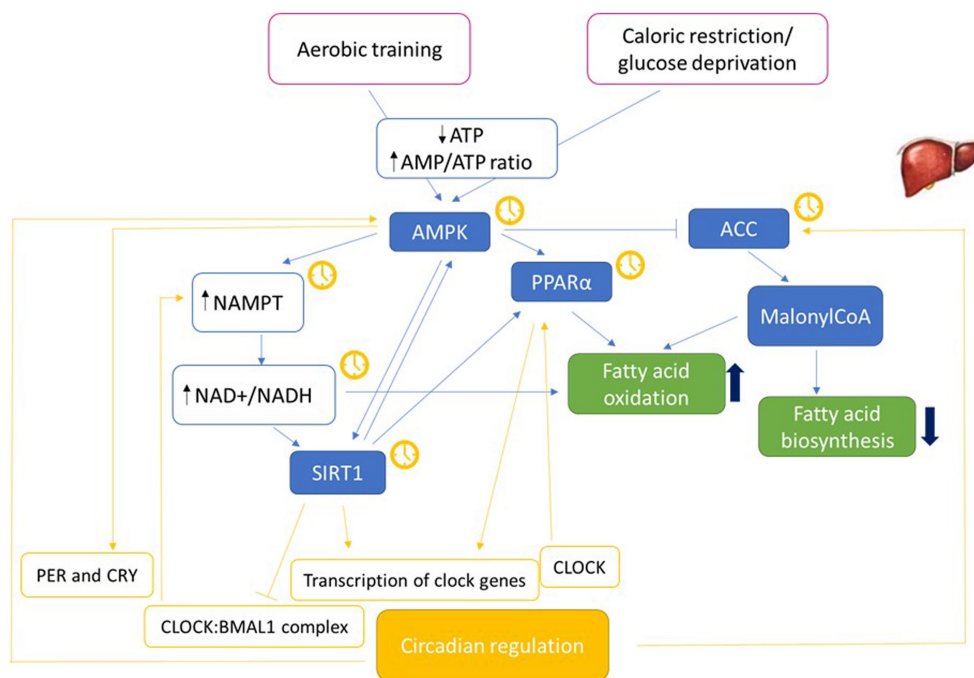 Aerobic training
Caloric restriction/
glucose deprivation
↓ATP
↑AMP/ATP ratio
AMPK
ACC
↑NAMPT
PPARα
MalonylCoA
↑NAD+/NADH
Fatty acid
oxidation
Fatty acid
biosynthesis
SIRT1
PER and CRY
Transcription of clock genes
CLOCK
CLOCK:BMAL1 complex
Circadian regulation